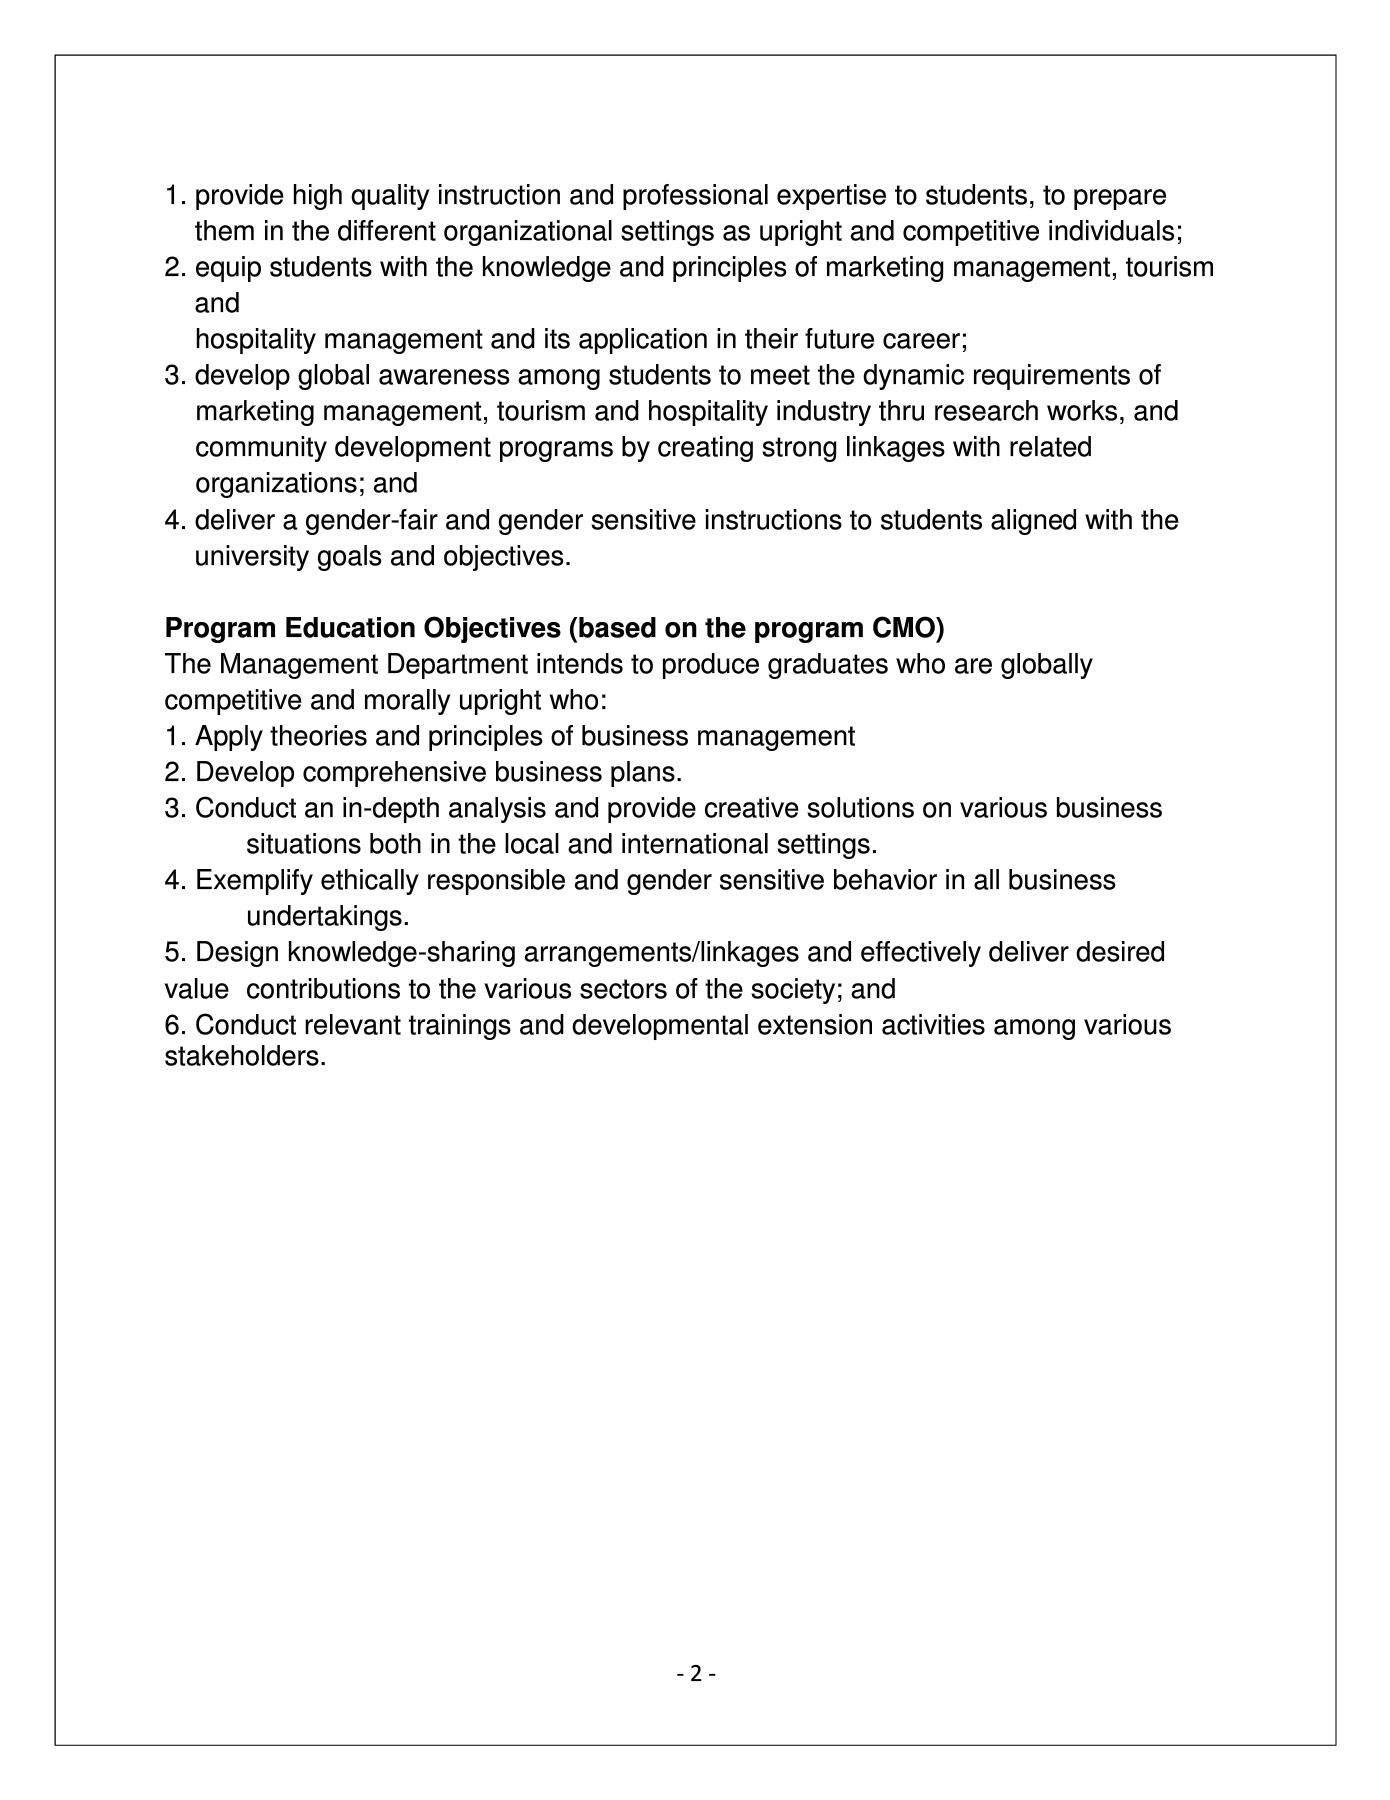 1. provide high quality instruction and professional expertise to students, to prepare
them in the different organizational settings as upright and competitive individuals;
2. equip students with the knowledge and principles of marketing management, tourism
and
hospitality management and its application in their future career;
3. develop global awareness among students to meet the dynamic requirements of
marketing management, tourism and hospitality industry thru research works, and
community development programs by creating strong linkages with related
organizations; and
4. deliver a gender-fair and gender sensitive instructions to students aligned with the
university goals and objectives.
Program Education Objectives (based on the program CMO)
The Management Department intends to produce graduates who are globally
competitive and morally upright who:
1. Apply theories and principles of business management
2. Develop comprehensive business plans.
3. Conduct an in-depth analysis and provide creative solutions on various business
situations both in the local and international settings.
4. Exemplify ethically responsible and gender sensitive behavior in all business
undertakings.
5. Design knowledge-sharing arrangements/linkages and effectively deliver desired
value contributions to the various sectors of the society; and
6. Conduct relevant trainings and developmental extension activities among various
stakeholders.
- 2 -